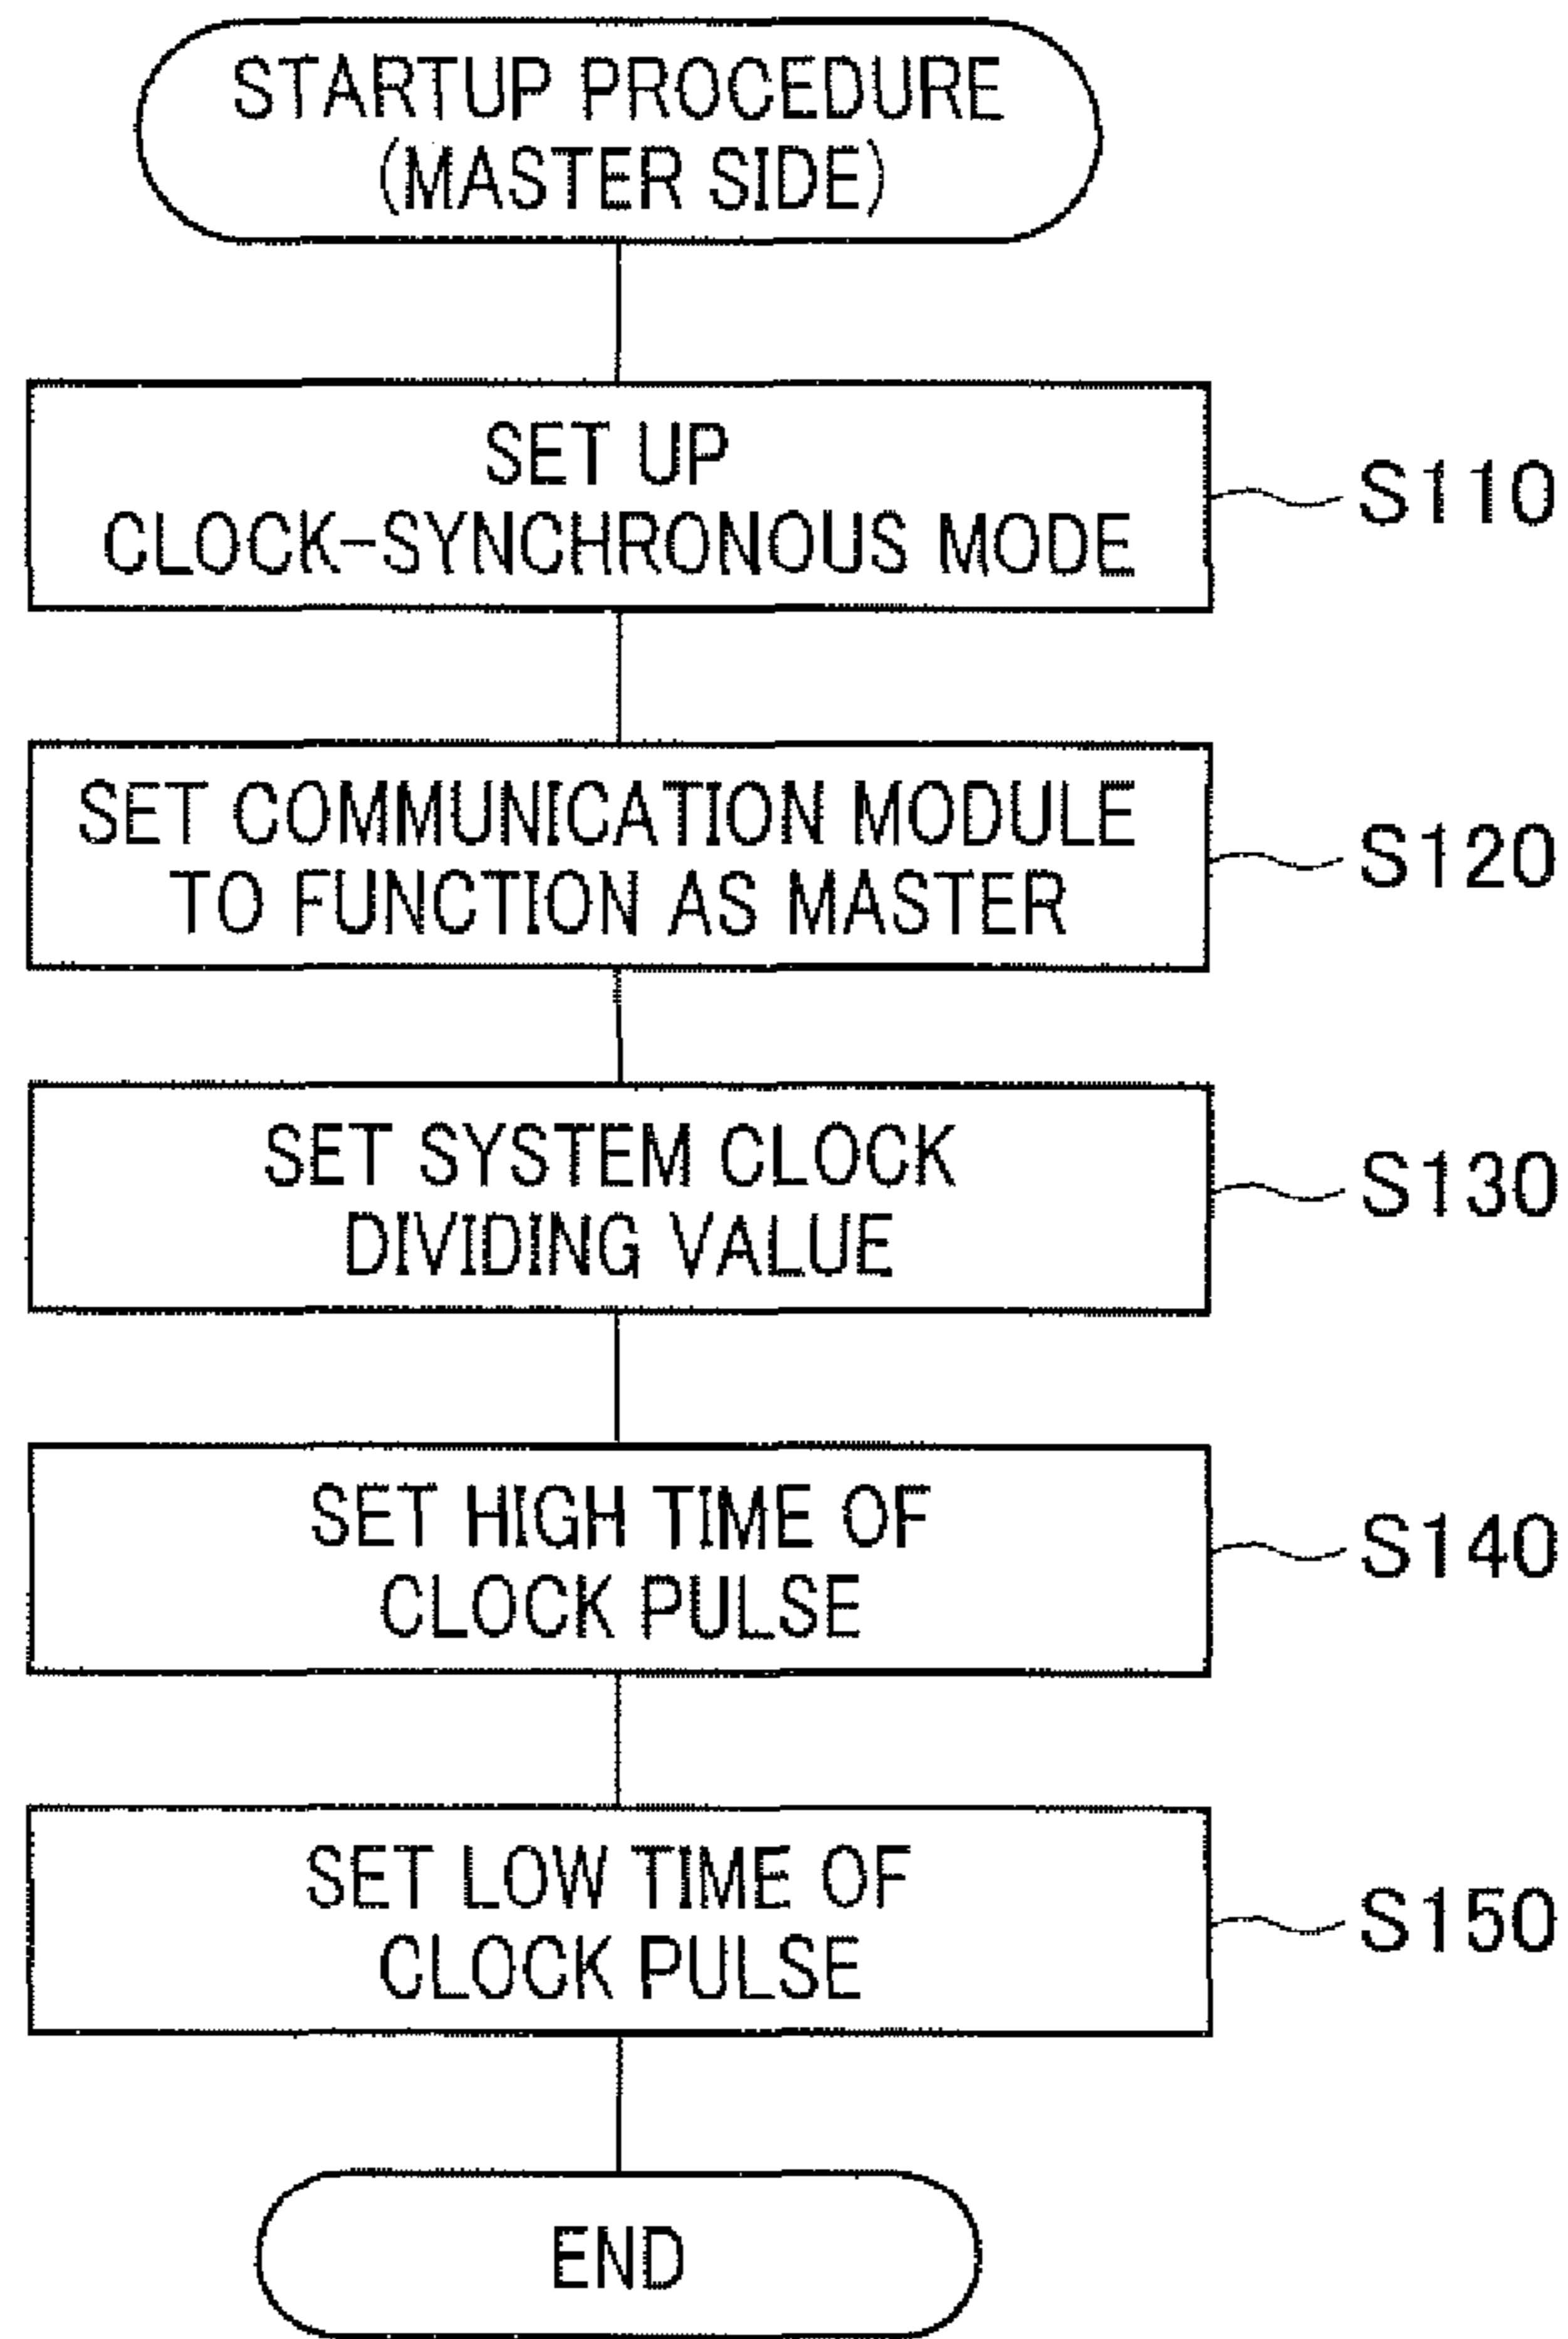 STARTUP PROCEDURE
(MASTER SIDE)
SET UP
CLOCK-SYNCHRONOUS MODE
S110
SET COMMUNICATION MODULE
TO FUNCTION AS MASTER
S120
SET SYSTEM CLOCK
DIVIDING VALUE
S130
SET HIGH TIME OF
CLOCK PULSE
S140
SET LOW TIME OF
CLOCK PULSE
S150
END